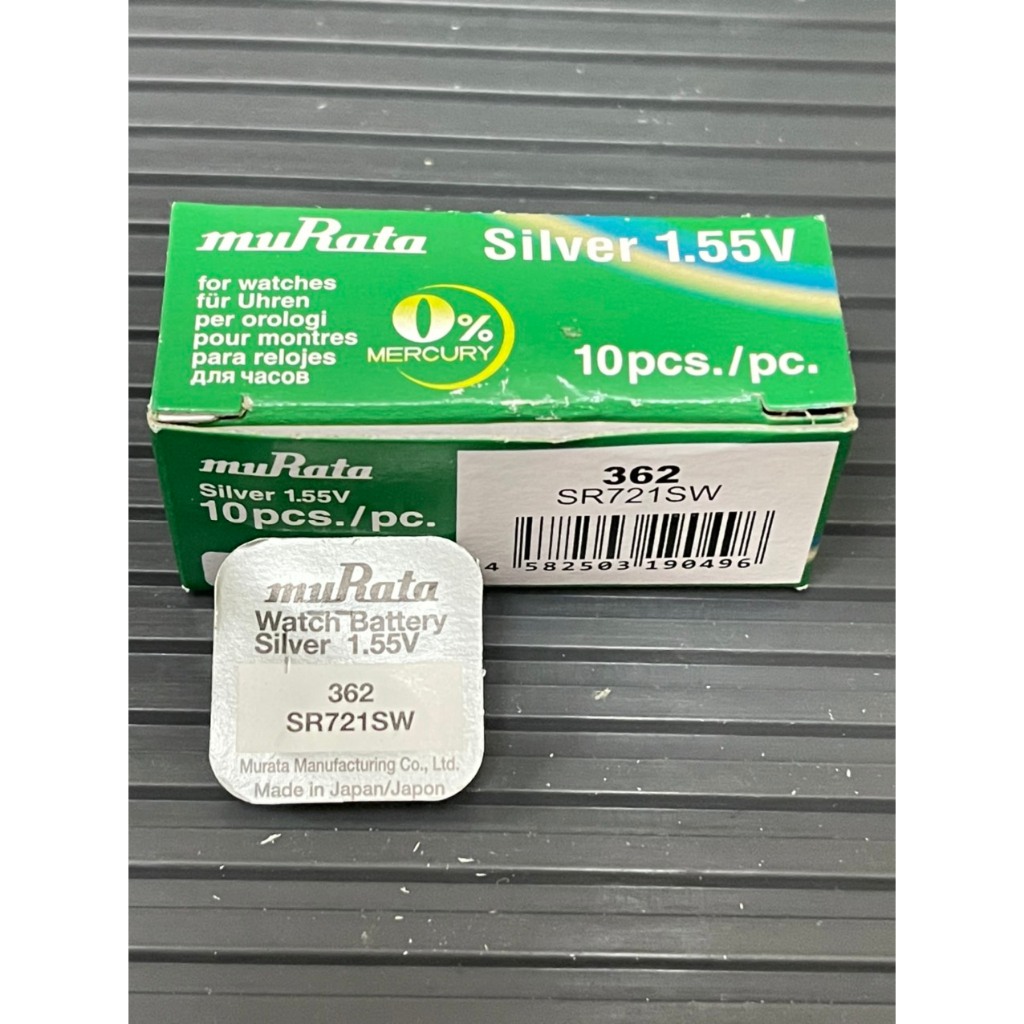 muRata
Silver 1.55V
for watches
für Uhren
per orologi
pour montres
para relojes
для часов
0%
MERCURY
10pcs./pc.
muRata
Silver 1.55V
10pcs./pc.
362
SR721SW
4 582503 190496
muRata
Watch Battery
Silver 1.55V
362
SR721SW
Murata Manufacturing Co., Ltd.
Made in Japan/Japon